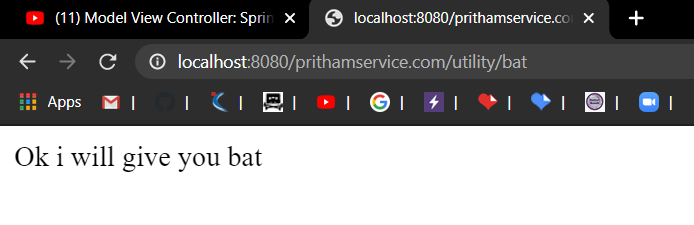 (11) Model View Controller: Sprin
localhost:8080/prithamservice.co
localhost:8080/prithamservice.com/utility/bat
Apps | | | | | | | | | | | |
Ok i will give you bat